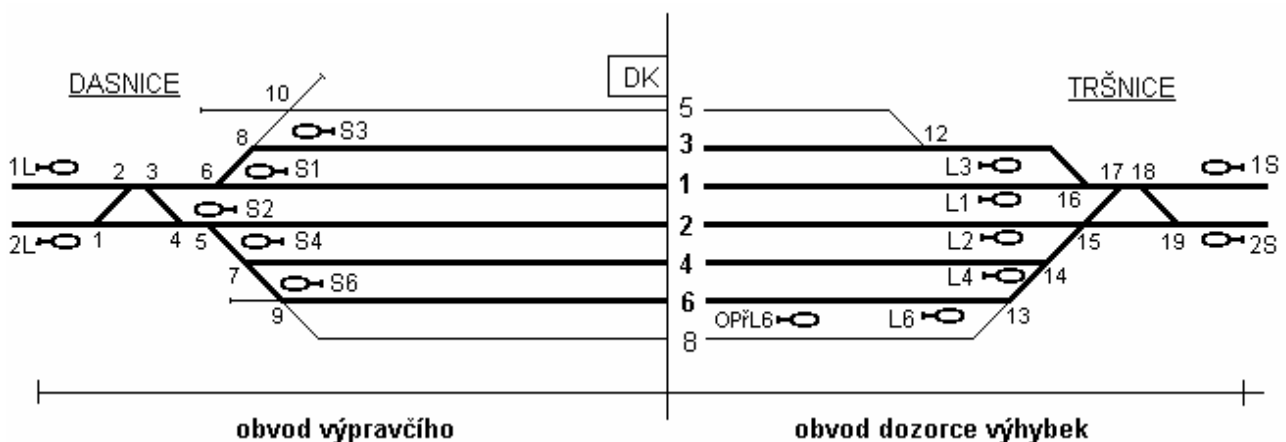 DASNICE
10
DK
TRŠNICE
5
S3
8
3
12
1L
2
3
6
S1
L3
17
18
1S
1
S2
L1
16
2
2L
1
4
5
S4
L2
15
19
2S
7
4
S6
L4
14
6
9
OPřL6
L6
13
8
obvod výpravčího
obvod dozorce výhybek